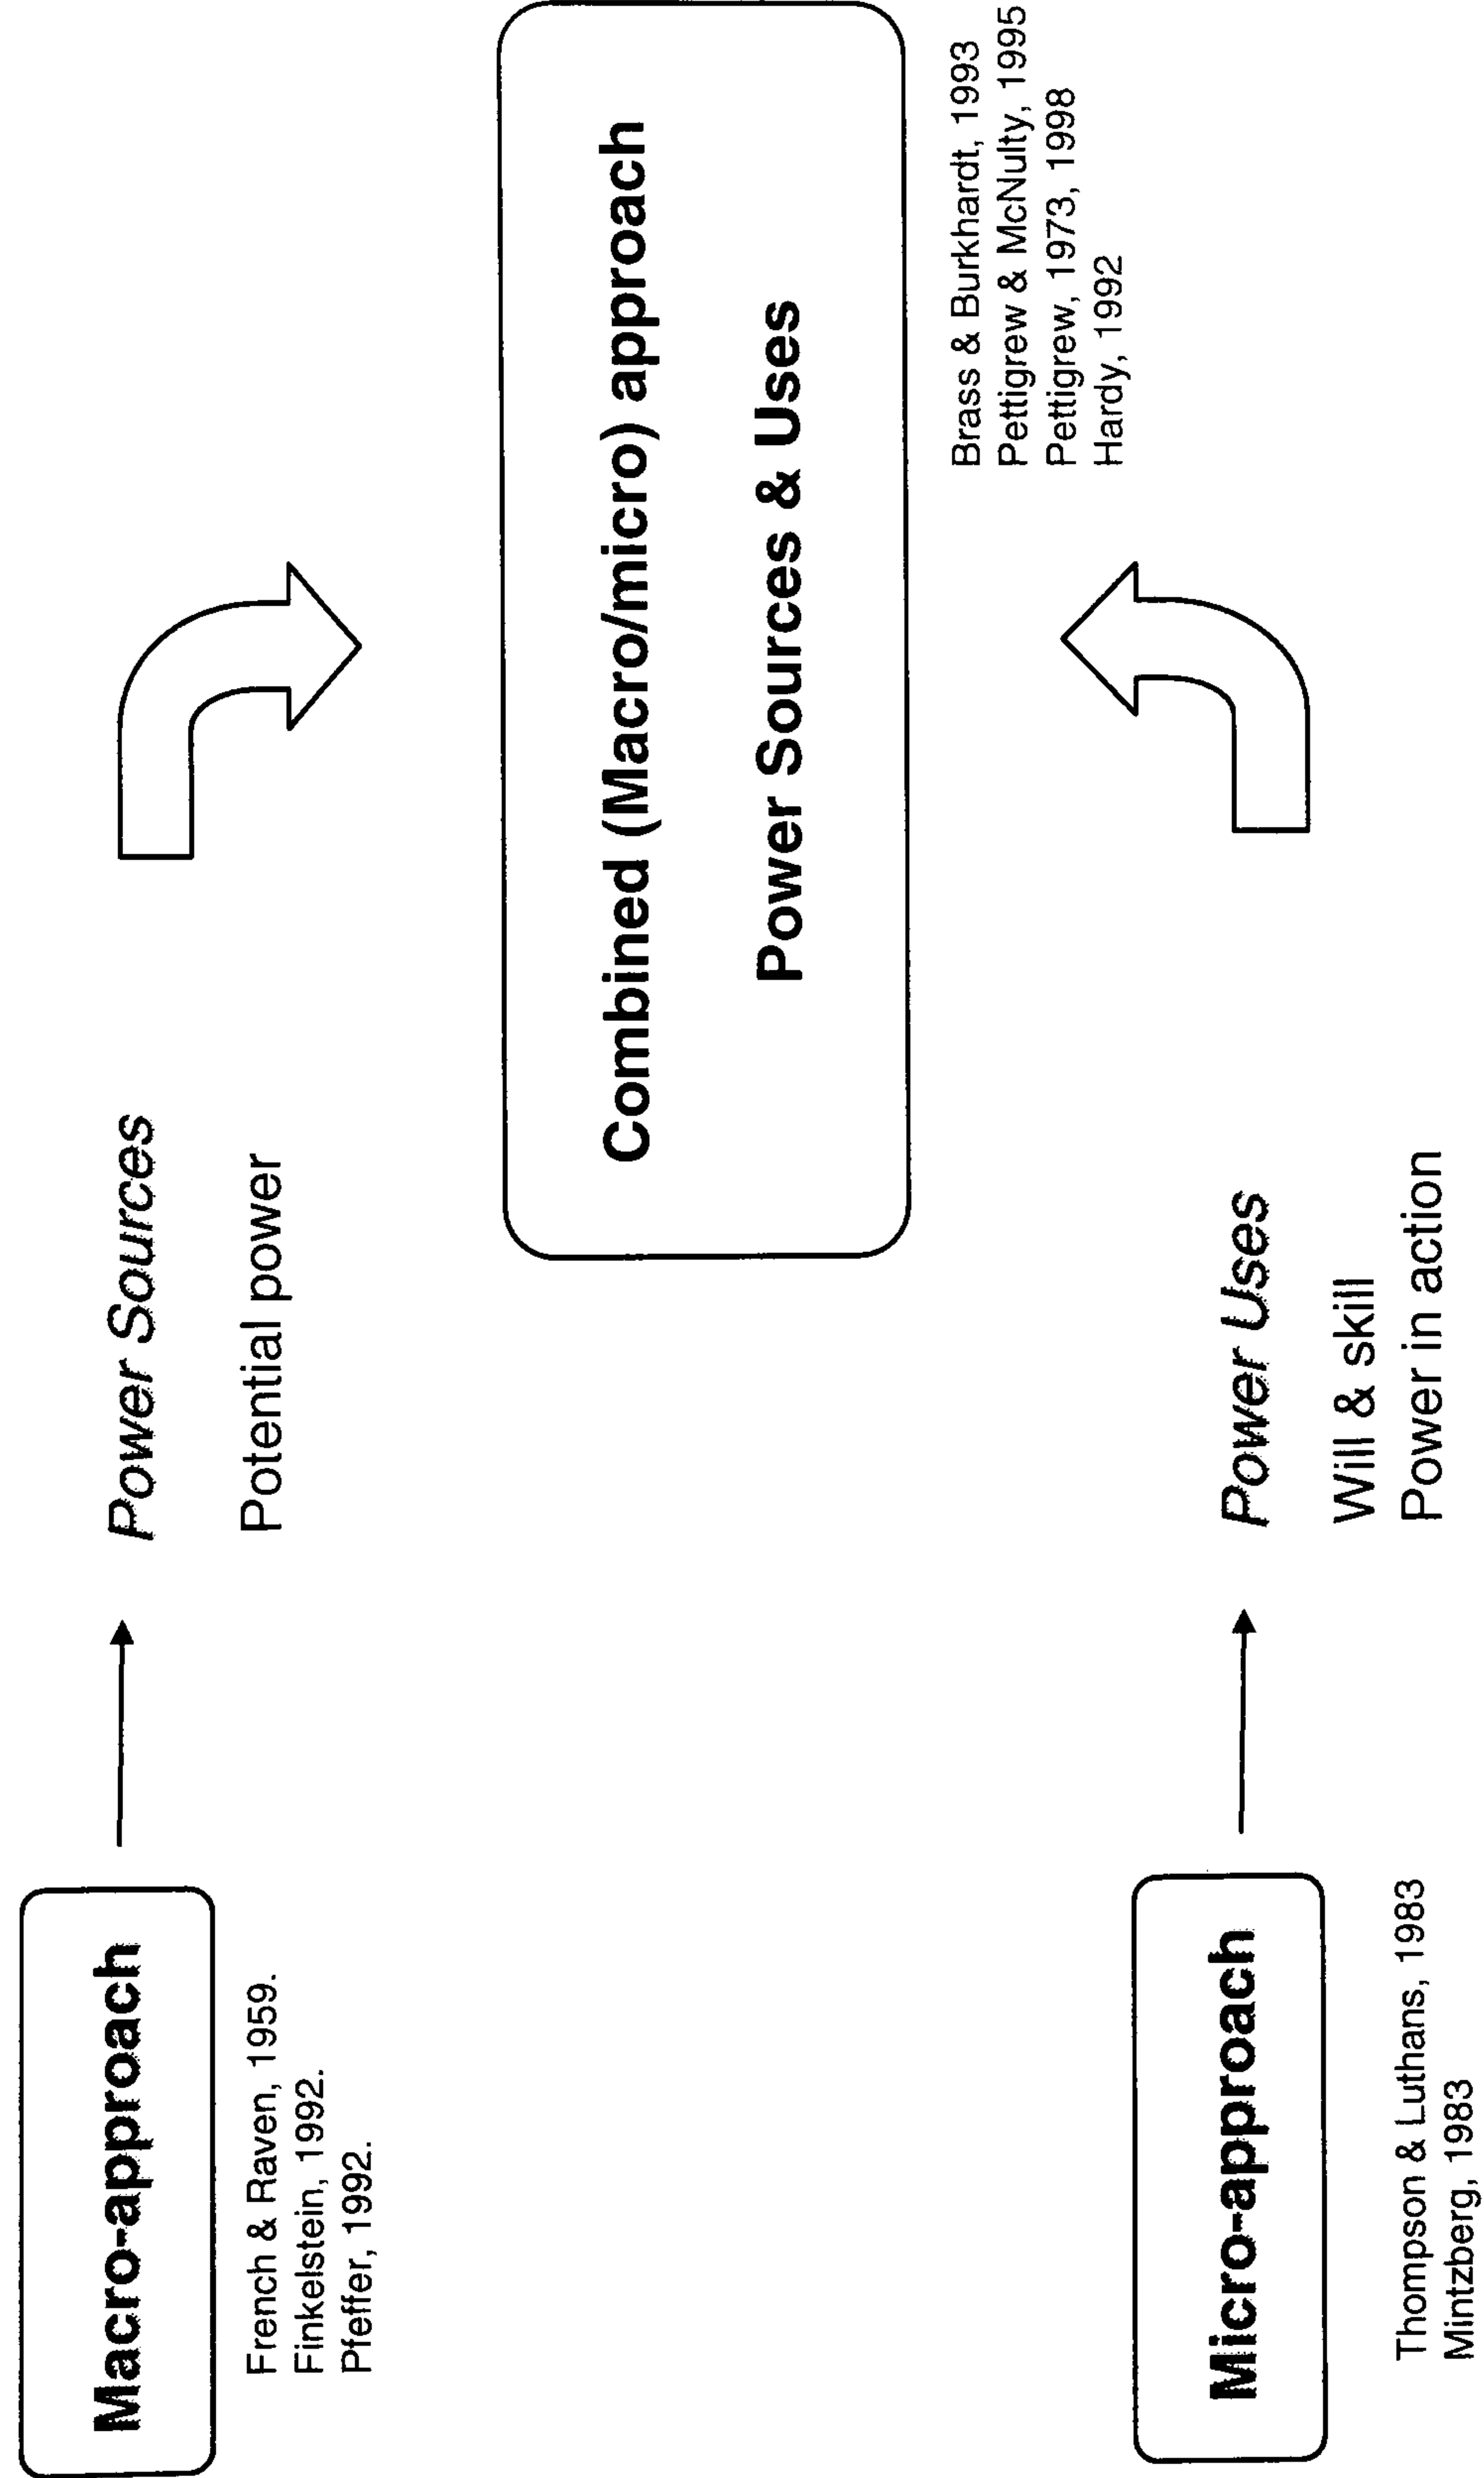 Macro-approach
French & Raven, 1959.
Finkelstein, 1992.
Pfeffer, 1992.
Power Sources
Potential power
Combined (Macro/micro) approach
Power Sources & Uses
Brass & Burkhardt, 1993
Pettigrew & McNulty, 1995
Pettigrew, 1973, 1998
Hardy, 1992
Micro-approach
Thompson & Luthans, 1983
Mintzberg, 1983
Power Uses
Will & skill
Power in action